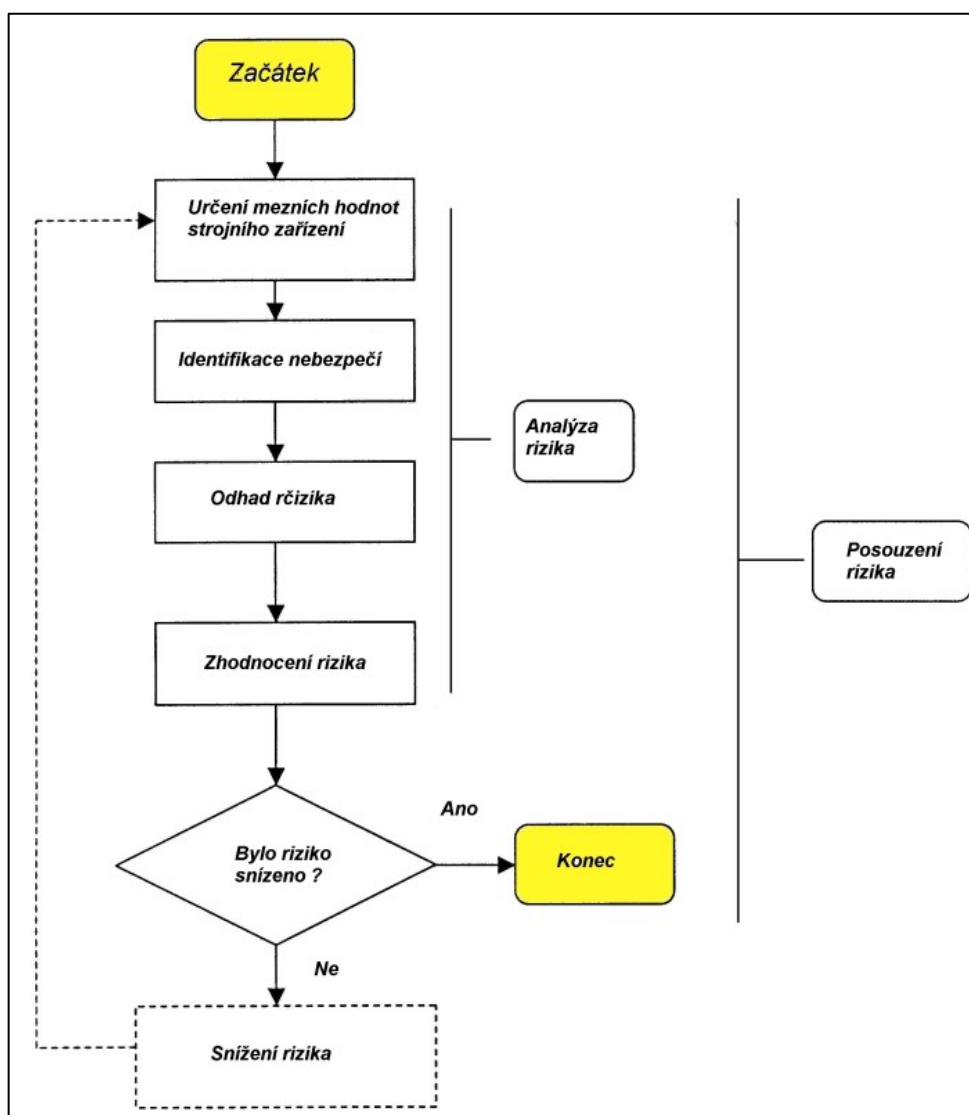 Začátek
Určení mezních hodnot
strojního zařízení
Identifikace nebezpečí
Analýza
rizika
Odhad rčizika
Posouzení
rizika
Zhodnocení rizika
Ano
Bylo riziko
snízeno ?
Konec
Ne
Snížení rizika